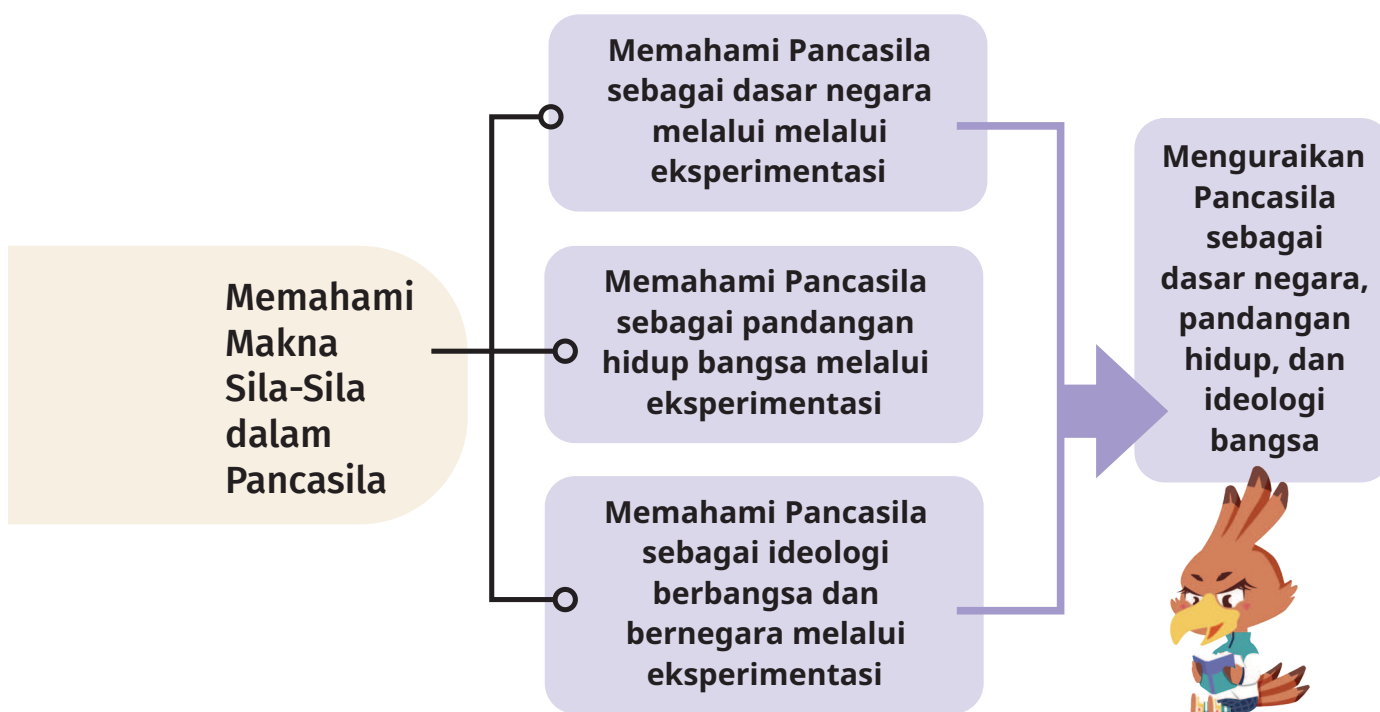 Memahami
Makna
Sila-Sila
dalam
Pancasila
Memahami Pancasila
sebagai dasar negara
melalui melalui
eksperimentasi
Memahami Pancasila
sebagai pandangan
hidup bangsa melalui
eksperimentasi
Memahami Pancasila
sebagai ideologi
berbangsa dan
bernegara melalui
eksperimentasi
Menguraikan
Pancasila
sebagai
dasar negara,
pandangan
hidup, dan
ideologi
bangsa